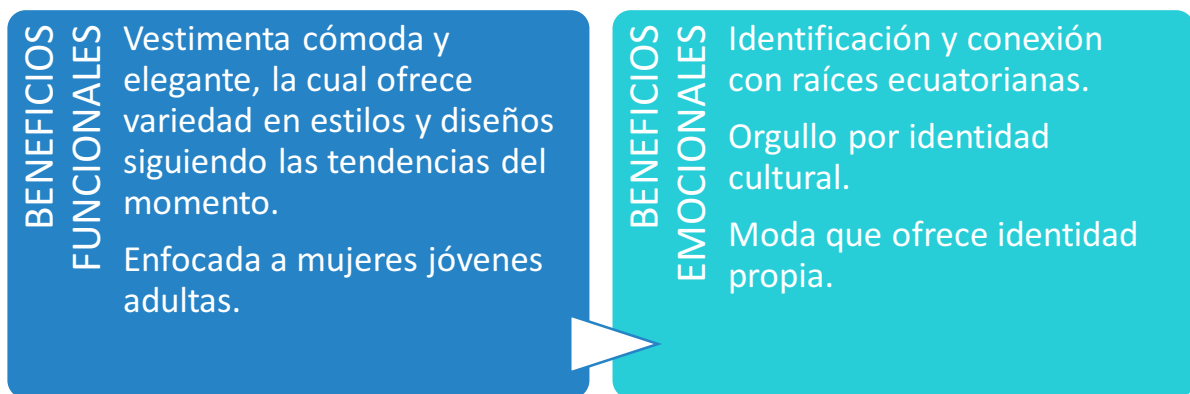 BENEFICIOS
FUNCIONALES
Vestimenta cómoda y
elegante, la cual ofrece
variedad en estilos y diseños
siguiendo las tendencias del
momento.
Enfocada a mujeres jóvenes
adultas.
BENEFICIOS
EMOCIONALES
Identificación y conexión
con raíces ecuatorianas.
Orgullo por identidad
cultural.
Moda que ofrece identidad
propia.